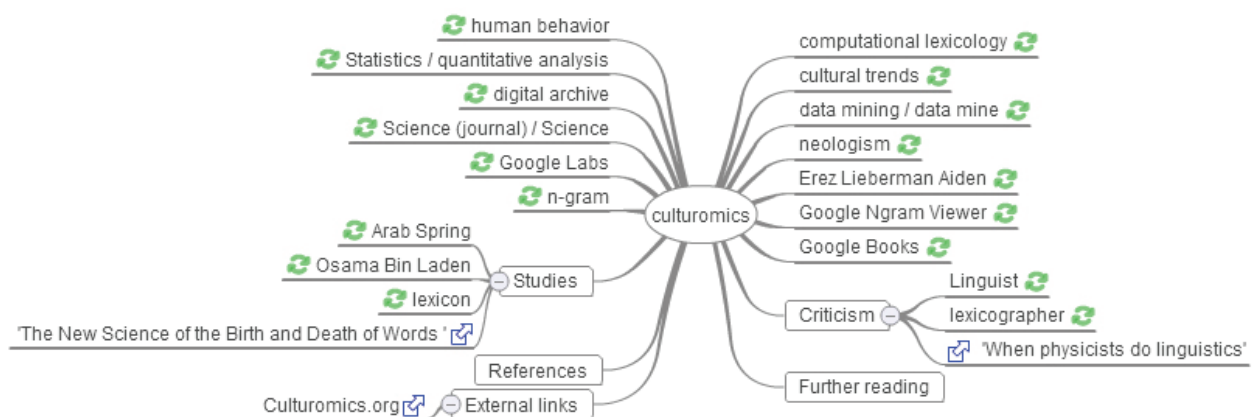 human behavior
Statistics / quantitative analysis
digital archive
Science (journal) / Science
Google Labs
n-gram
Arab Spring
Osama Bin Laden
lexicon
'The New Science of the Birth and Death of Words '
Studies
References
Culturomics.org
External links
culturomics
computational lexicology
cultural trends
data mining / data mine
neologism
Erez Lieberman Aiden
Google Ngram Viewer
Google Books
Criticism
Linguist
lexicographer
'When physicists do linguistics'
Further reading